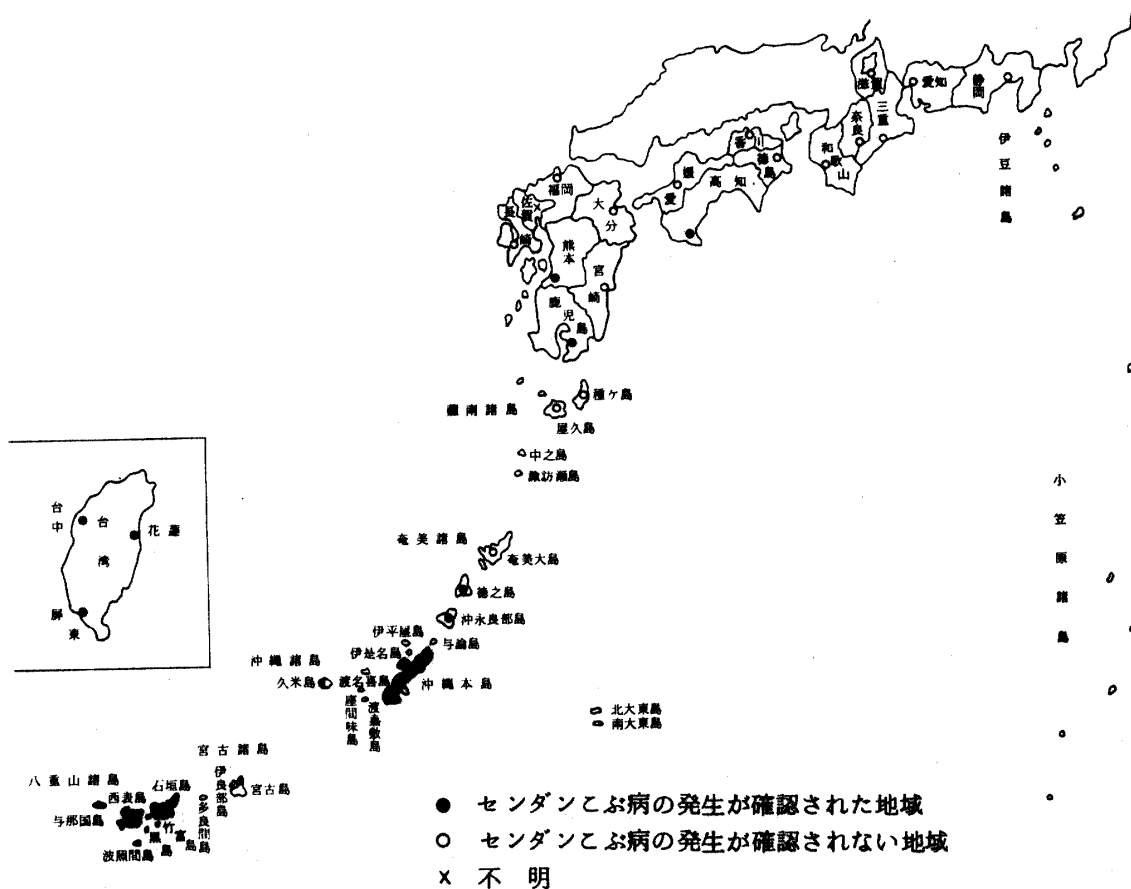 滋賀
愛知
静岡
三重
奈良
和歌山
伊豆諸島
香川
徳島
愛媛
高知
福岡
佐賀
長崎
大分
熊本
宮崎
鹿児島
種ケ島
薩南諸島
屋久島
中之島
諏訪瀬島
小笠原諸島
台中
台湾
花蓮
屏東
奄美諸島
奄美大島
徳之島
沖永良部島
伊平屋島
与論島
伊是名島
沖縄諸島
久米島
渡名喜島
沖縄本島
座間味島
渡嘉敷島
北大東島
南大東島
宮古諸島
八重山諸島
石垣島
西表島
伊良部島
宮古島
与那国島
多良間島
竹富島
黒島
波照間島
● センダンこぶ病の発生が確認された地域
○ センダンこぶ病の発生が確認されない地域
× 不明